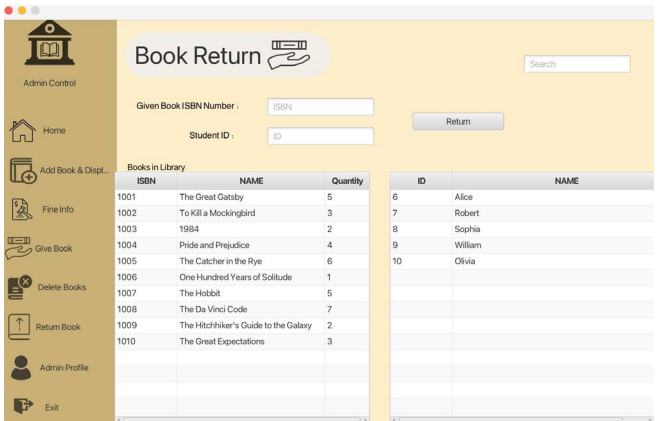 Book Return
Search
Admin Control
Given Book ISBN Number :
ISBN
Return
Student ID :
ID
Home
Add Book & Displ...
Fine Info
Give Book
Delete Books
Return Book
Admin Profile
Exit
Books in Library
ISBN NAME Quantity
1001 The Great Gatsby 5
1002 To Kill a Mockingbird 3
1003 1984 2
1004 Pride and Prejudice 4
1005 The Catcher in the Rye 6
1006 One Hundred Years of Solitude 1
1007 The Hobbit 5
1008 The Da Vinci Code 7
1009 The Hitchhiker's Guide to the Galaxy 2
1010 The Great Expectations 3
ID NAME
6 Alice
7 Robert
8 Sophia
9 William
10 Olivia